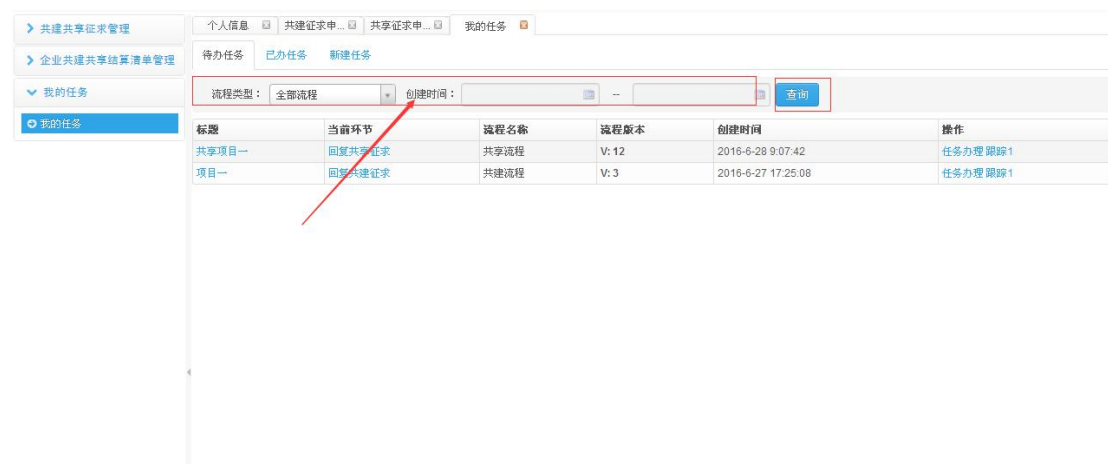 共建共享征求管理
企业共建共享结算清单管理
我的任务
我的任务
个人信息 共建征求申... 共享征求申... 我的任务
待办任务 已办任务 新建任务
流程类型： 全部流程 创建时间： -- 查询
标题 当前环节 流程名称 流程版本 创建时间 操作
共享项目一 回复共享征求 共享流程 V: 12 2016-6-28 9:07:42 任务办理 跟踪1
项目一 回复共建征求 共建流程 V: 3 2016-6-27 17:25:08 任务办理 跟踪1